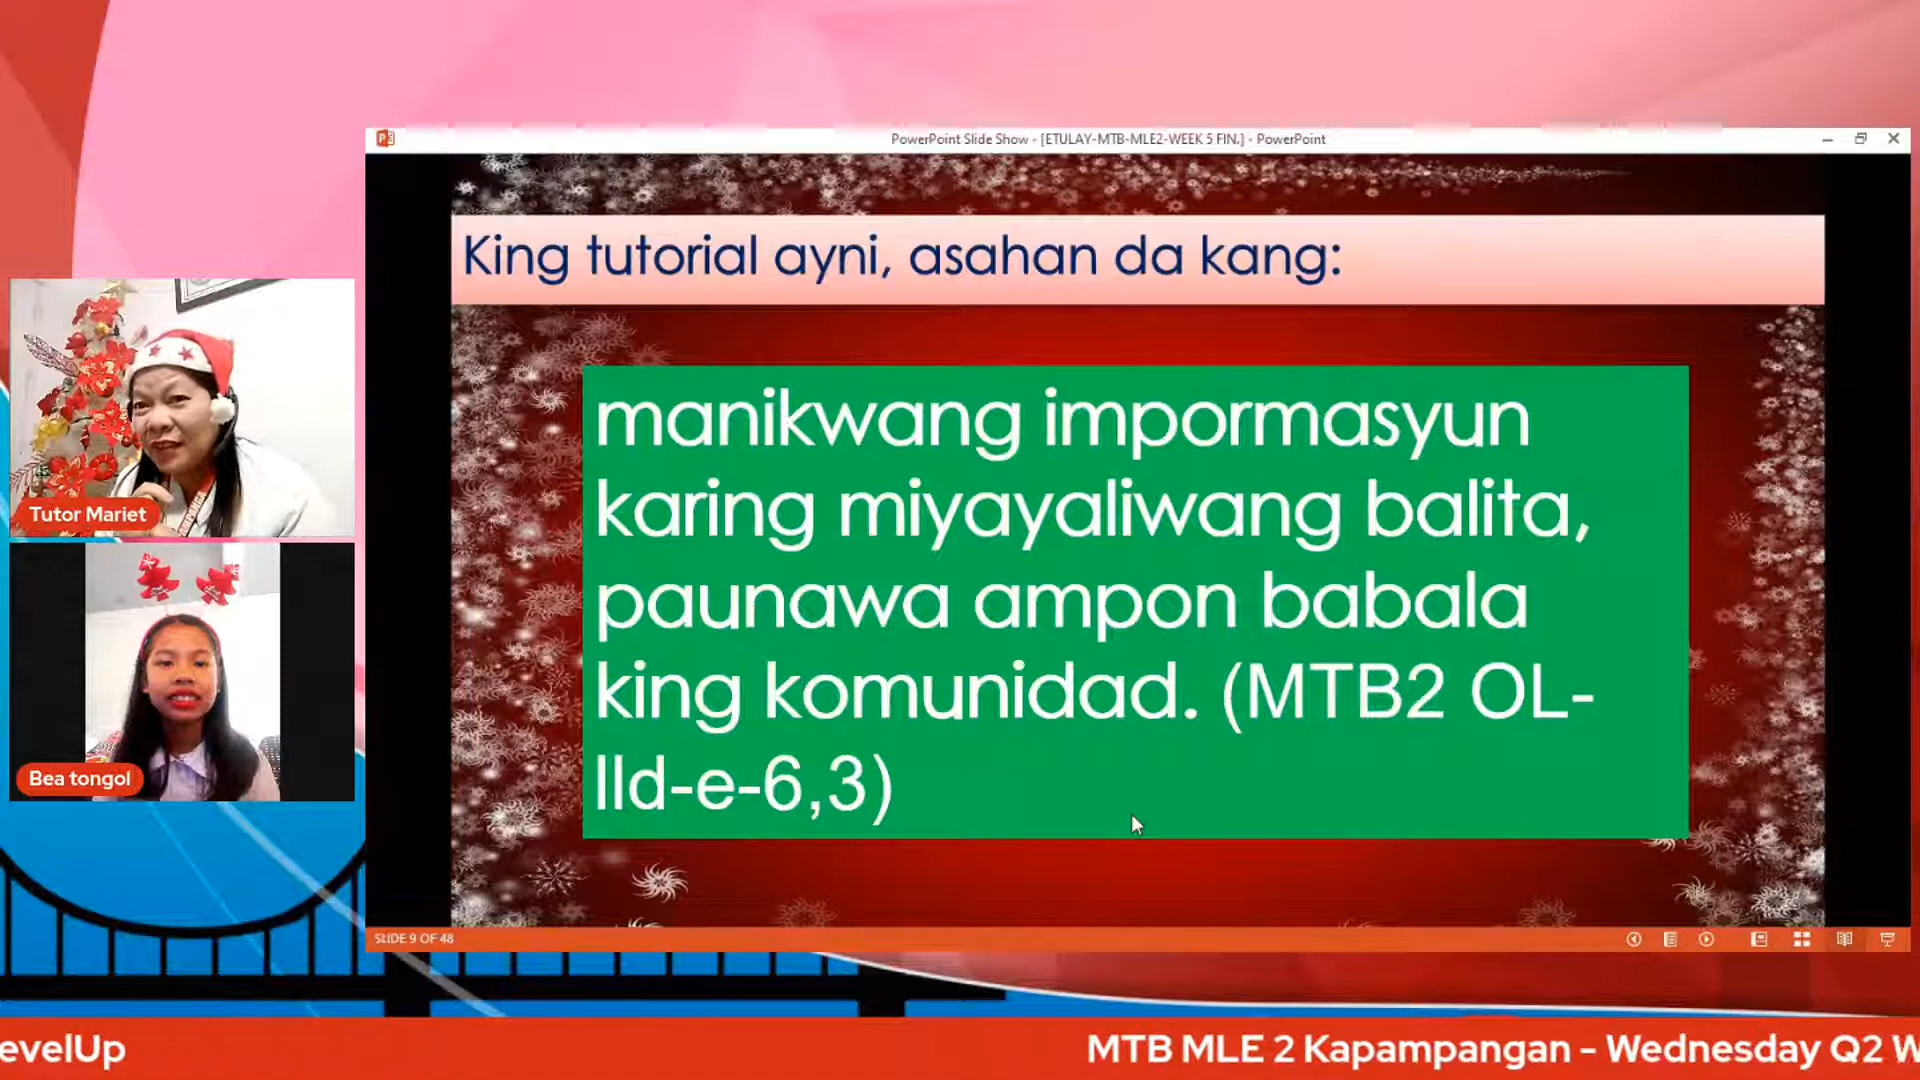 PowerPoint Slide Show - [ETULAY-MTB-MLE2-WEEK 5 FIN.] - PowerPoint
King tutorial ayni, asahan da kang:
manikwang impormasyun
karing miyayaliwang balita,
paunawa ampon babala
king komunidad. (MTB2 OL-
lld-e-6,3)
Tutor Mariet
Bea tongol
SLIDE 9 OF 48
evelUp
MTB MLE 2 Kapampangan - Wednesday Q2 W